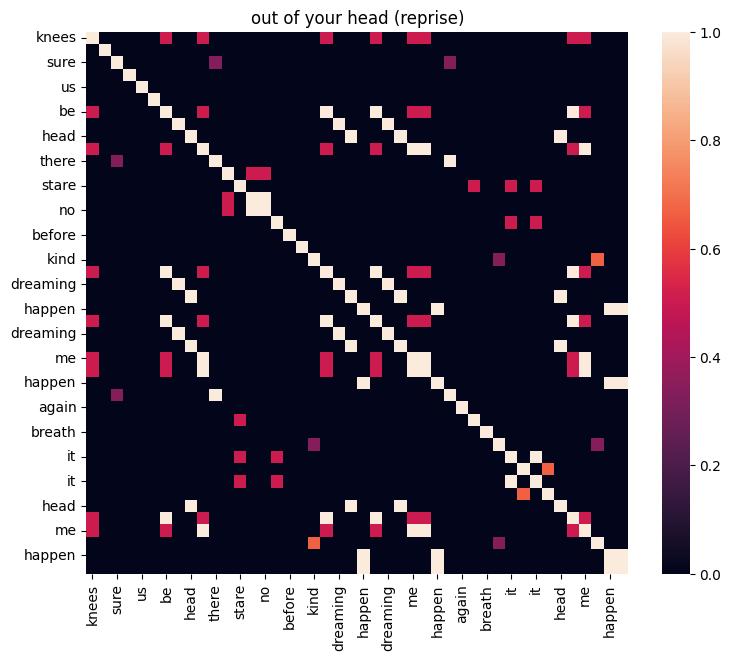 out of your head (reprise)
knees
sure
us
be
head
there
stare
no
before
kind
dreaming
happen
dreaming
me
happen
again
breath
it
it
head
me
happen
knees
sure
us
be
head
there
stare
no
before
kind
dreaming
happen
dreaming
me
happen
again
breath
it
it
head
me
happen
1.0
0.8
0.6
0.4
0.2
0.0